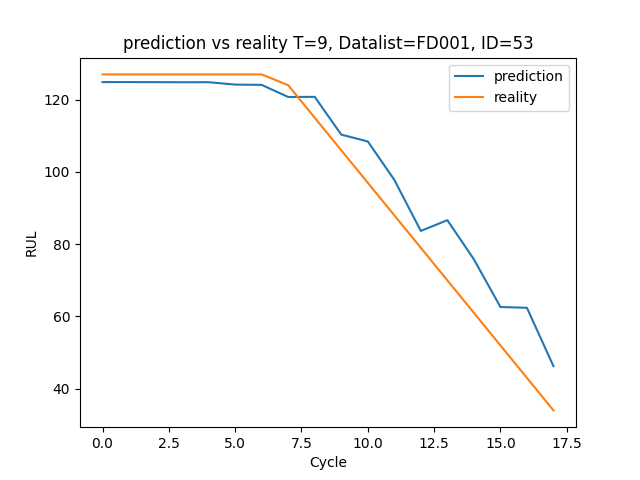 prediction vs reality T=9, Datalist=FD001, ID=53
prediction
reality
120
100
80
60
40
RUL
0.0 2.5 5.0 7.5 10.0 12.5 15.0 17.5
Cycle